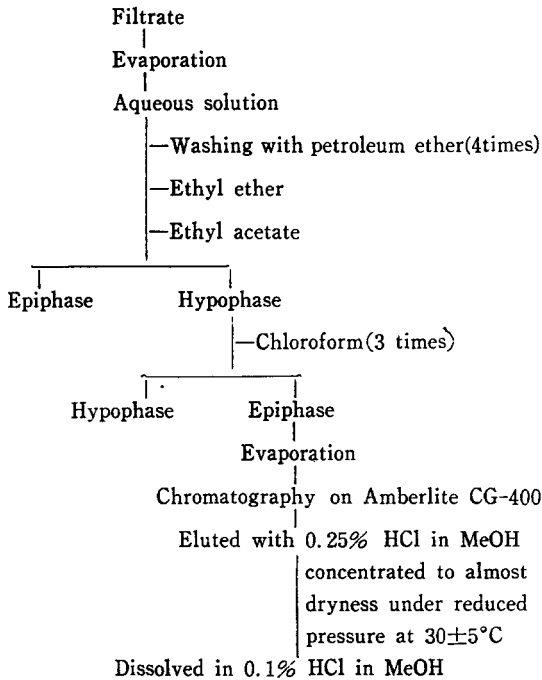 Filtrate
Evaporation
Aqueous solution
Washing with petroleum ether(4times)
Ethyl ether
Ethyl acetate
Epiphase Hypophase
Chloroform(3 times)
Hypophase Epiphase
Evaporation
Chromatography on Amberlite CG-400
Eluted with 0.25% HCl in MeOH
concentrated to almost
dryness under reduced
pressure at 30±5°C
Dissolved in 0.1% HCl in MeOH